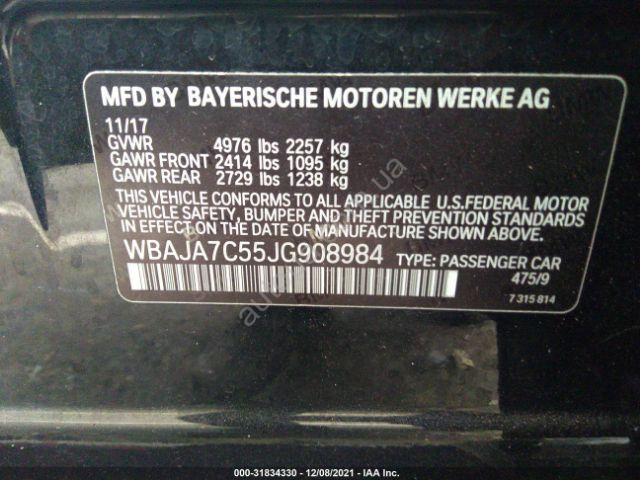 MFD BY BAYERISCHE MOTOREN WERKE AG
11/17
GVWR 4976 lbs 2257 kg
GAWR FRONT 2414 lbs 1095 kg
GAWR REAR 2729 lbs 1238 kg
THIS VEHICLE CONFORMS TO ALL APPLICABLE U.S.FEDERAL MOTOR
VEHICLE SAFETY, BUMPER AND THEFT PREVENTION STANDARDS
IN EFFECT ON THE DATE OF MANUFACTURE SHOWN ABOVE.
WBAJA7C55JG908984 TYPE: PASSENGER CAR
475/9
7 315 814
000-31834330 - 12/08/2021 - IAA Inc.